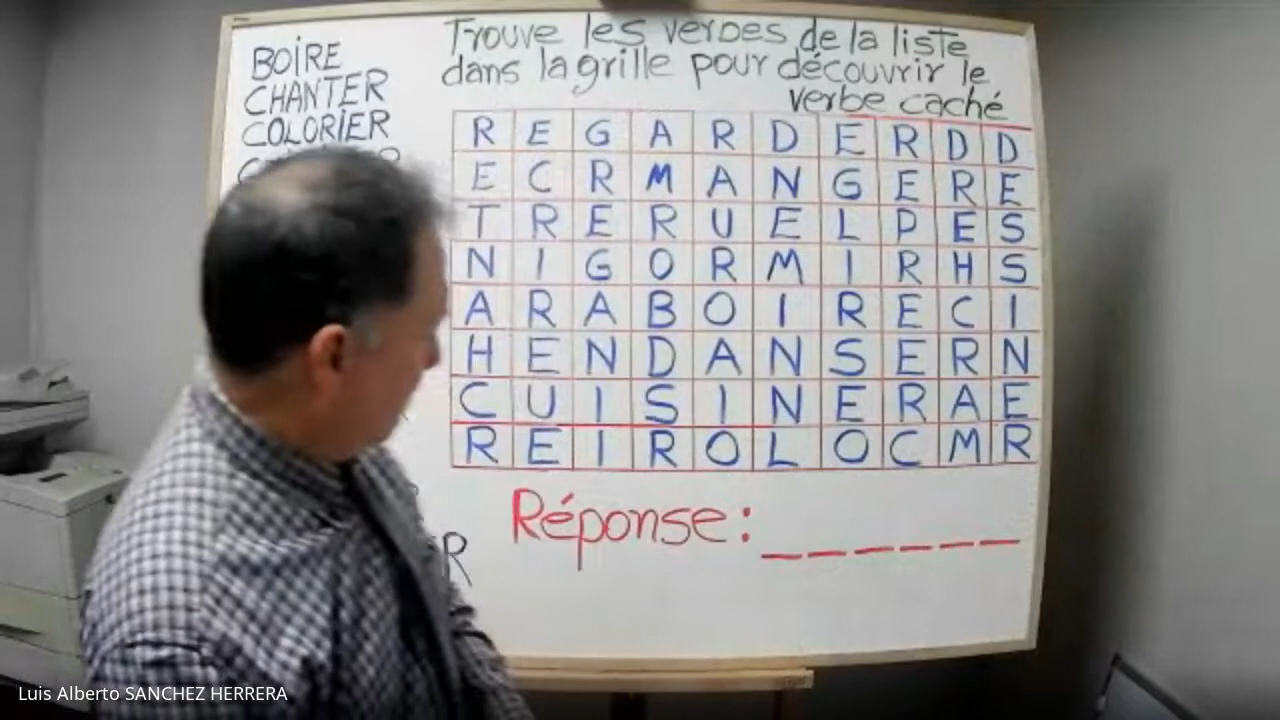 BOIRE
CHANTER
COLORIER
Trouve les verbes de la liste
dans la grille pour découvrir le
verbe caché
R E G A R D E R D D
E C R M A N G E R E
T R E R U E L P E S
N I G O R M I R H S
A R A B O I R E C I
H E N D A N S E R N
C U I S I N E R A E
R E I R O L O C M R
Réponse: _ _ _ _ _ _
R
Luis Alberto SANCHEZ HERRERA